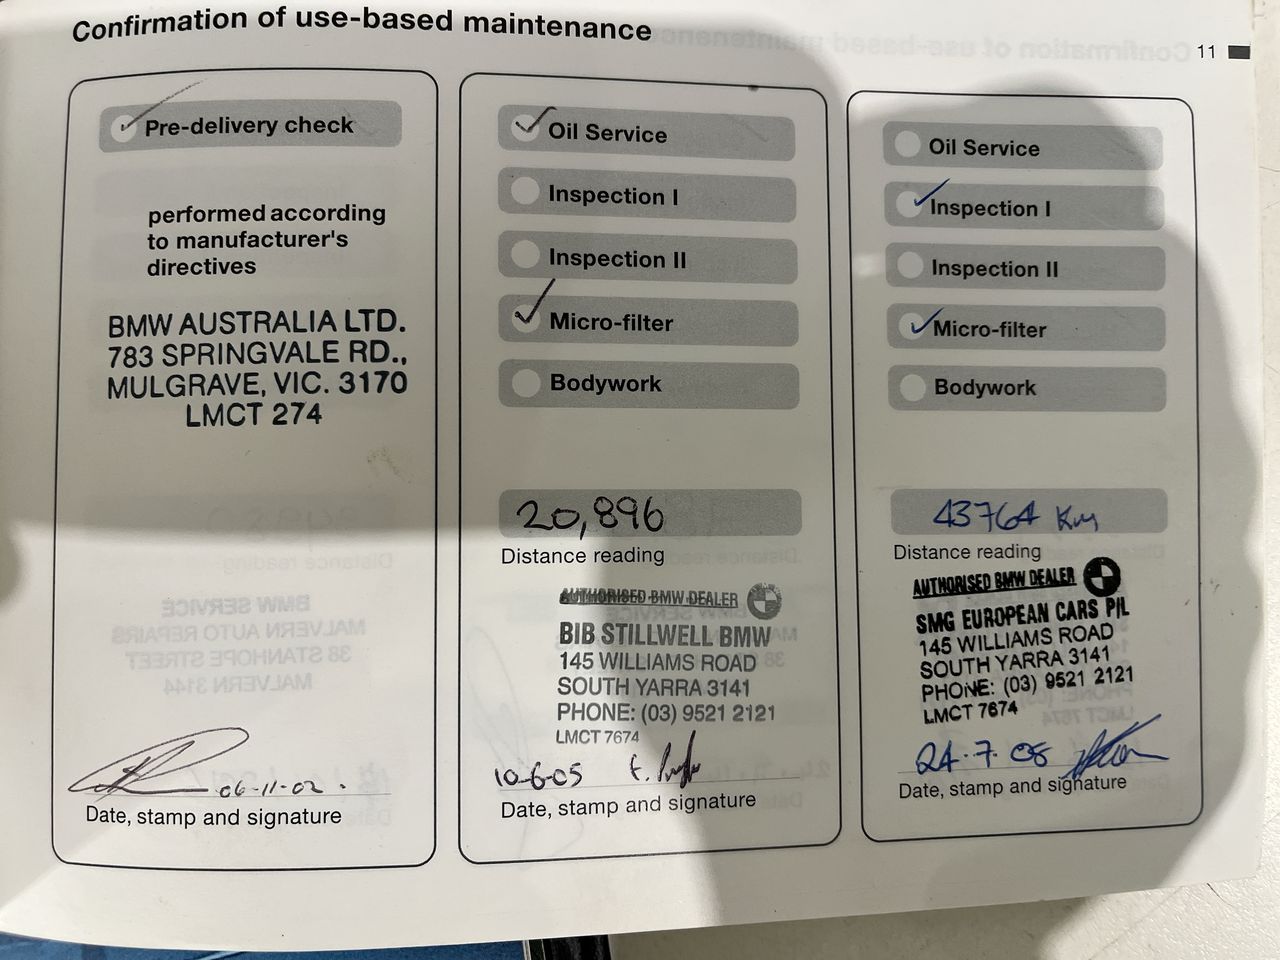 Confirmation of use-based maintenance
11
Pre-delivery check
performed according
to manufacturer's
directives
BMW AUSTRALIA LTD.
783 SPRINGVALE RD.,
MULGRAVE, VIC. 3170
LMCT 274
06-11-02.
Date, stamp and signature
Oil Service
Inspection I
Inspection II
Micro-filter
Bodywork
20,896
Distance reading
AUTHORISED BMW DEALER
BIB STILLWELL BMW
145 WILLIAMS ROAD
SOUTH YARRA 3141
PHONE: (03) 9521 2121
LMCT 7674
10-6-05
Date, stamp and signature
Oil Service
Inspection I
Inspection II
Micro-filter
Bodywork
43764 Km
Distance reading
AUTHORISED BMW DEALER
SMG EUROPEAN CARS P/L
145 WILLIAMS ROAD
SOUTH YARRA 3141
PHONE: (03) 9521 2121
LMCT 7674
24.7.08
Date, stamp and signature